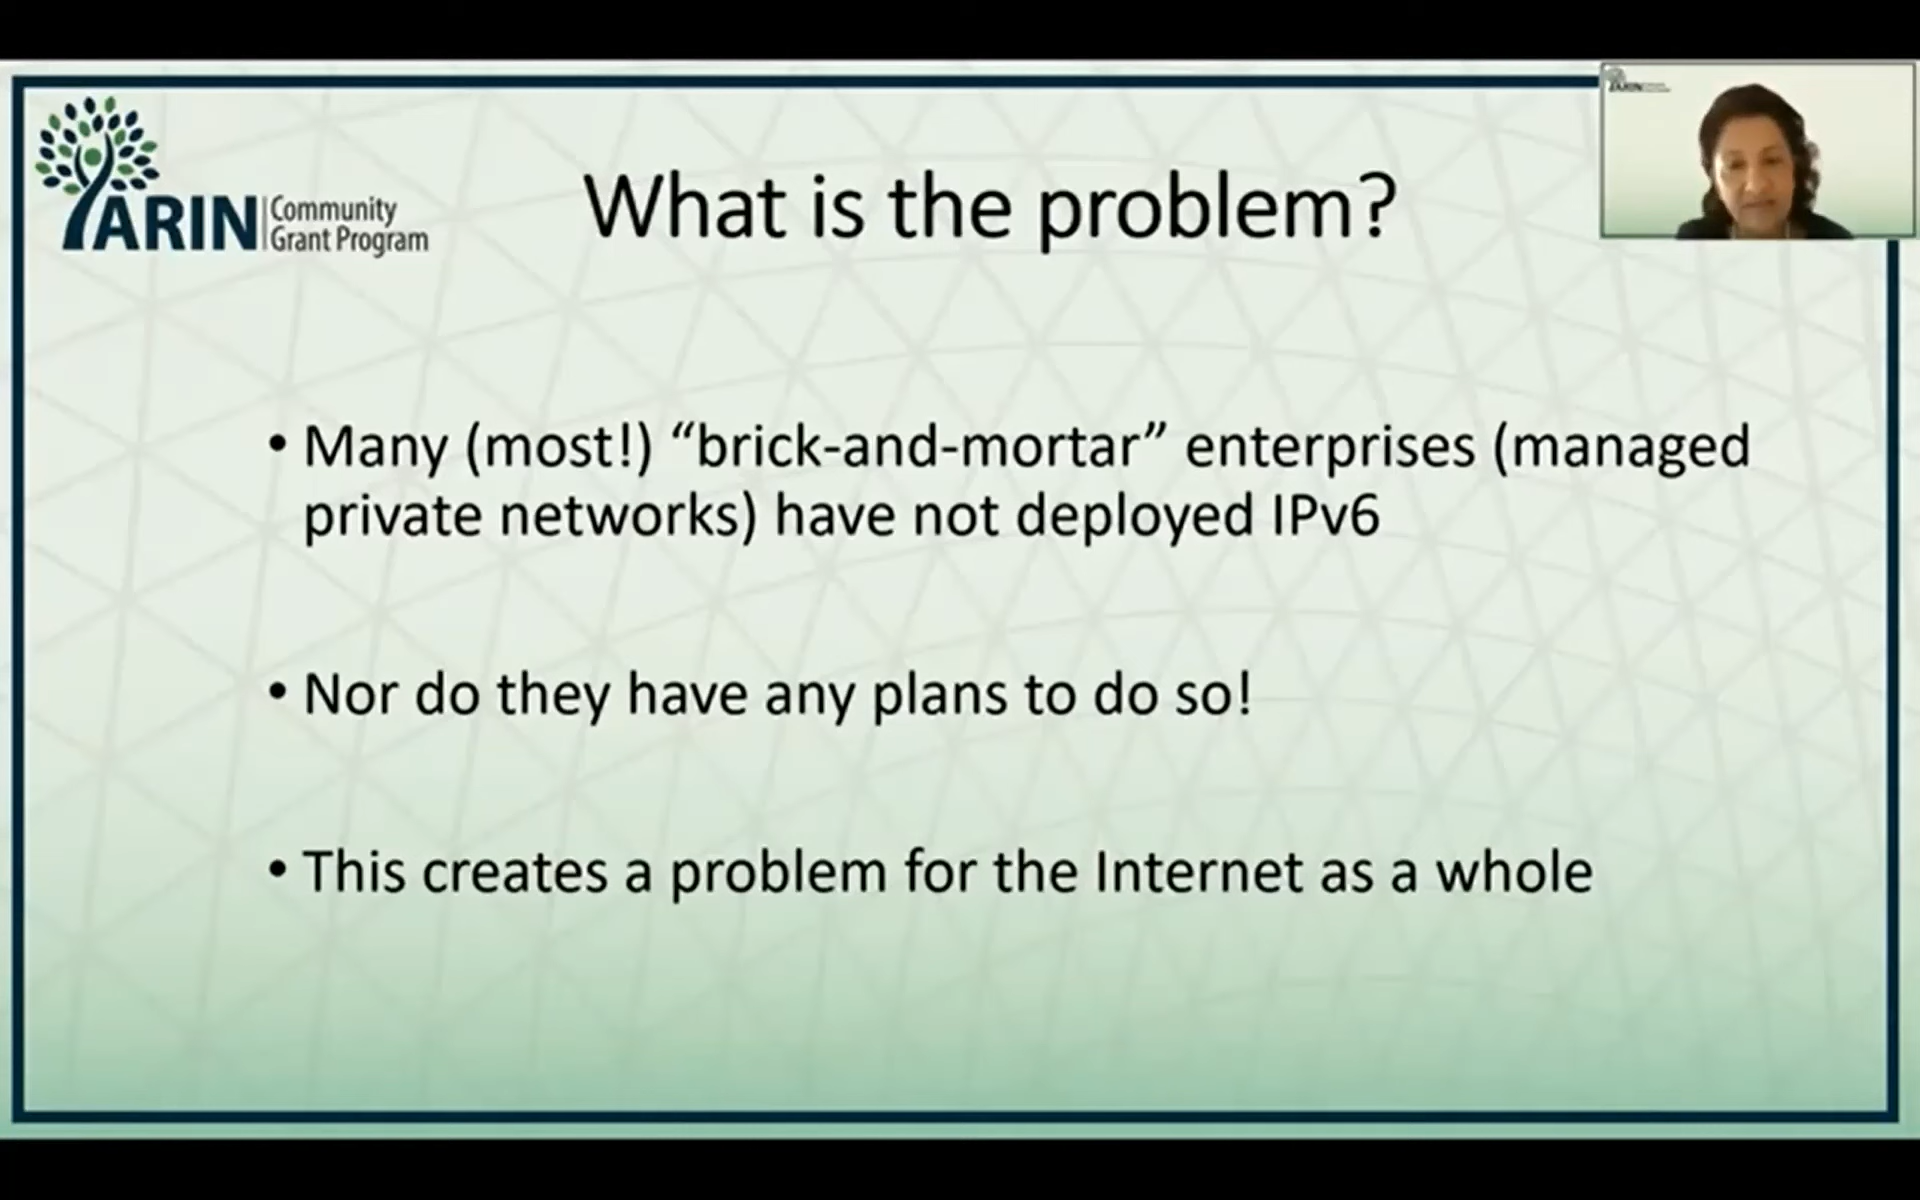 ARIN
Community
Grant Program
What is the problem?
ARIN
• Many (most!) “brick-and-mortar” enterprises (managed
private networks) have not deployed IPv6
• Nor do they have any plans to do so!
• This creates a problem for the Internet as a whole